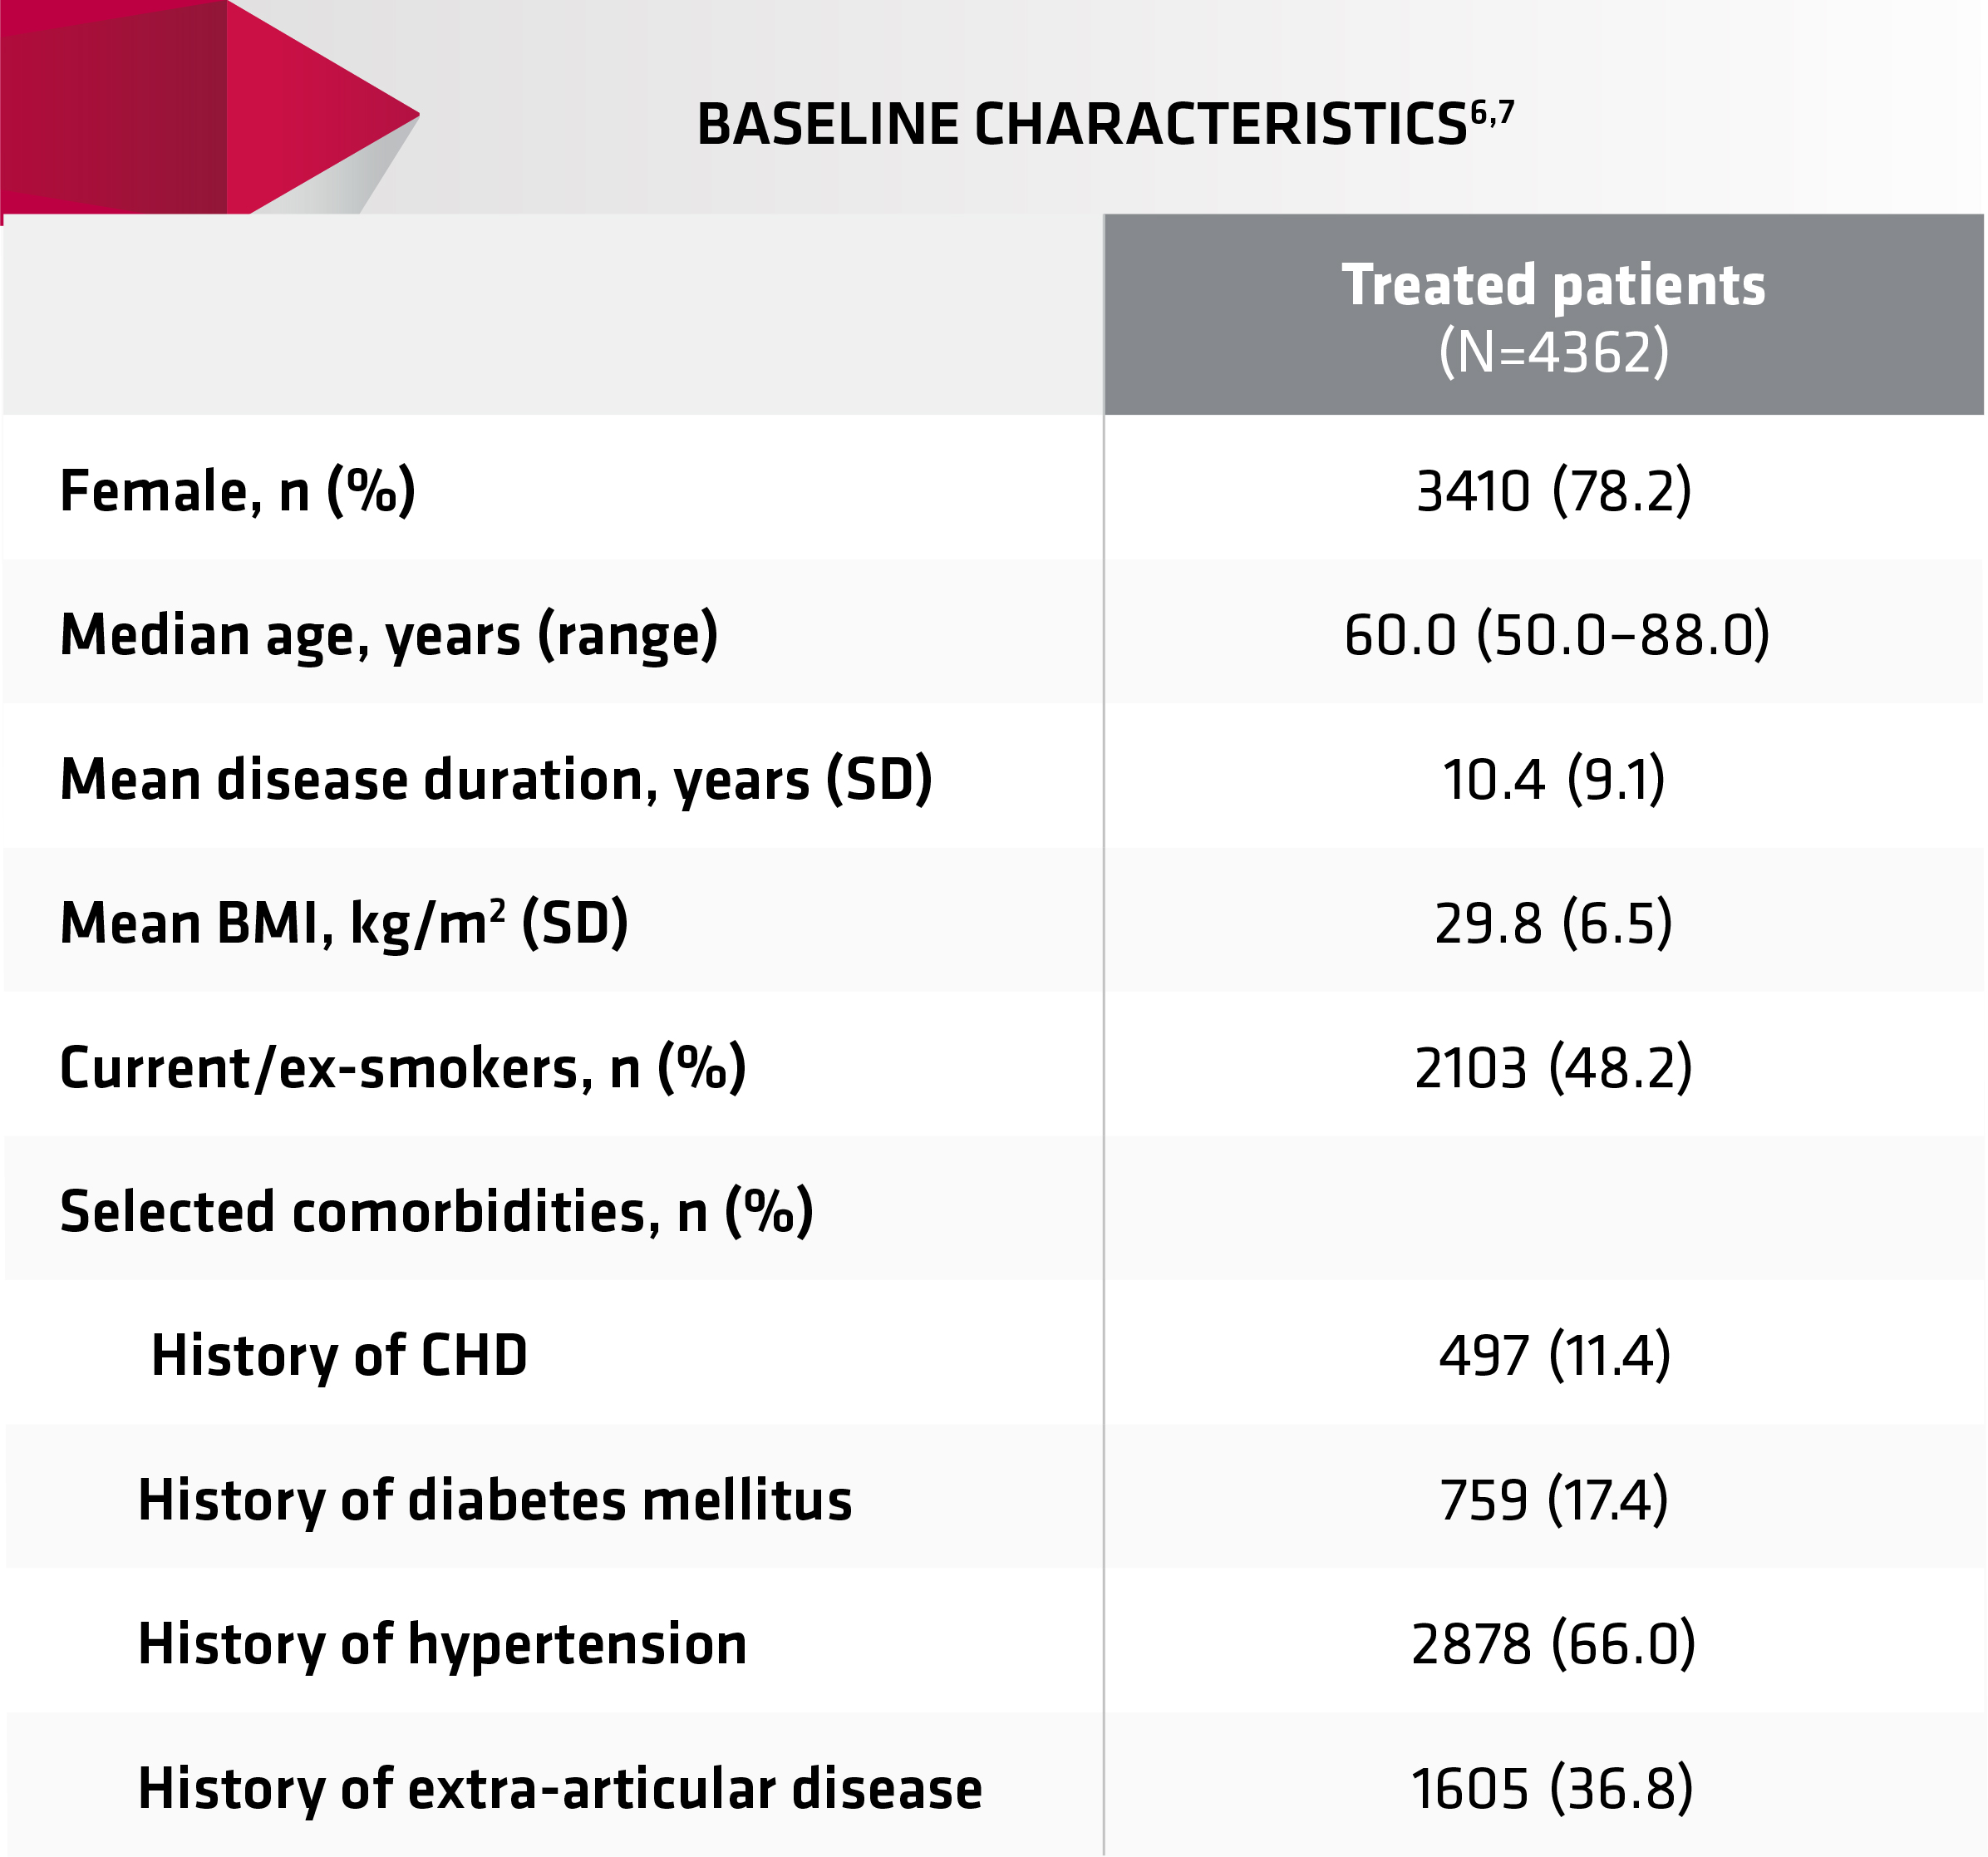 BASELINE CHARACTERISTICS⁶,⁷
Treated patients
(N=4362)
Female, n (%) 3410 (78.2)
Median age, years (range) 60.0 (50.0–88.0)
Mean disease duration, years (SD) 10.4 (9.1)
Mean BMI, kg/m² (SD) 29.8 (6.5)
Current/ex-smokers, n (%) 2103 (48.2)
Selected comorbidities, n (%)
History of CHD 497 (11.4)
History of diabetes mellitus 759 (17.4)
History of hypertension 2878 (66.0)
History of extra-articular disease 1605 (36.8)